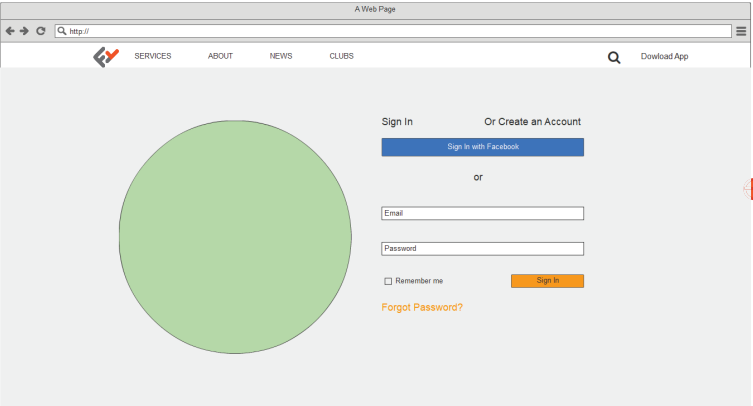 A Web Page
http://
SERVICES ABOUT NEWS CLUBS Dowload App
Sign In Or Create an Account
Sign In with Facebook
or
Email
Password
Remember me Sign In
Forgot Password?